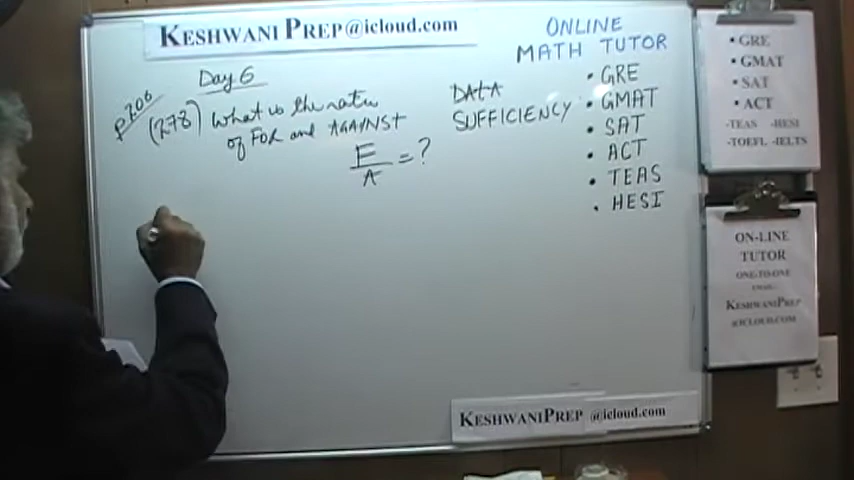 KESHWANI PREP@icloud.com
Day 6
P206
(278) What is the ratio
of FOR and AGAINST
F/A = ?
DATA
SUFFICIENCY
ONLINE
MATH TUTOR
• GRE
• GMAT
• SAT
• ACT
• TEAS
• HESI
• GRE
• GMAT
• SAT
• ACT
-TEAS -HESI
-TOEFL -IELTS
ON-LINE
TUTOR
ONE-TO-ONE
KESHWANIPREP
@ICLOUD.COM
KESHWANIPREP @icloud.com